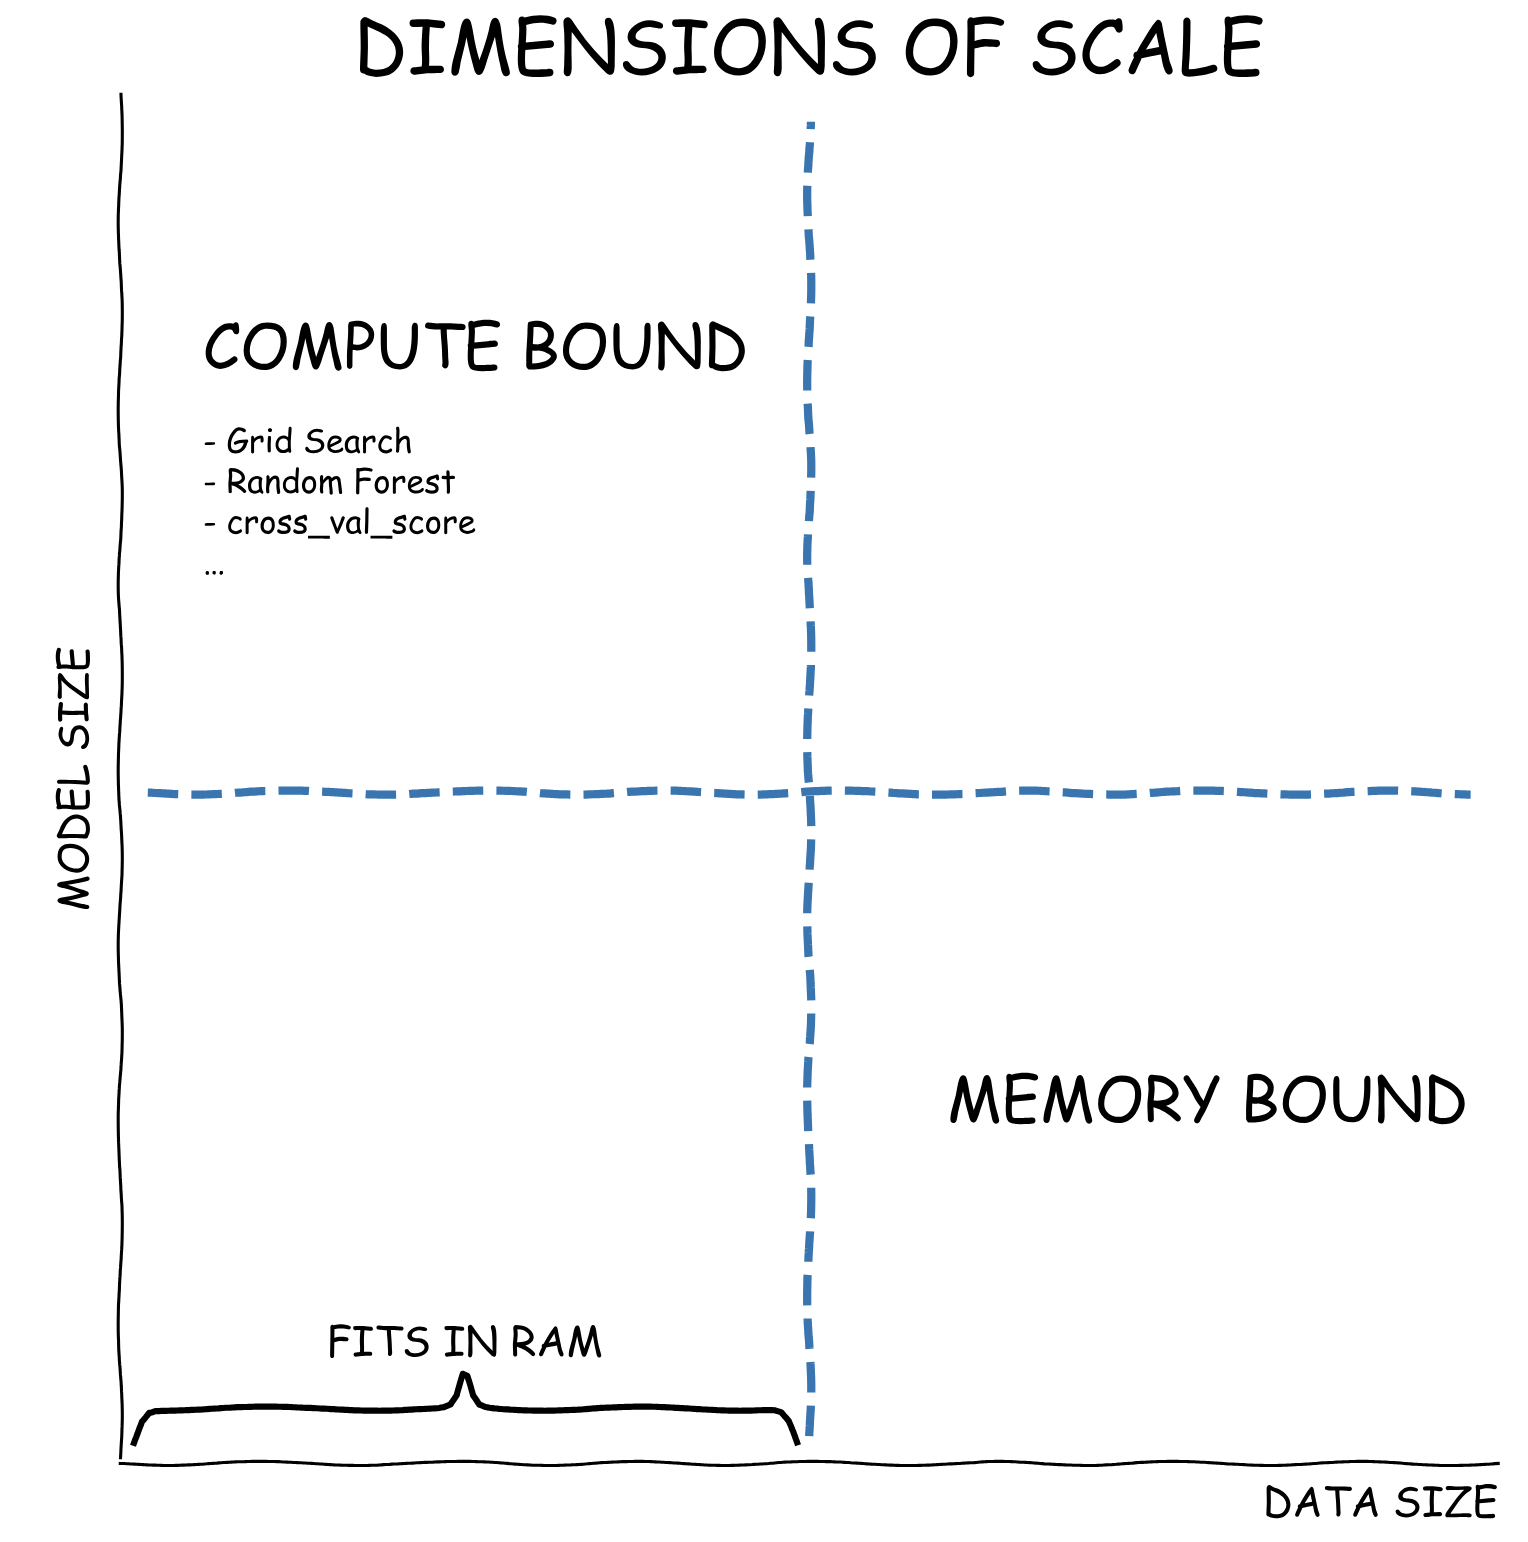 DIMENSIONS OF SCALE
COMPUTE BOUND
- Grid Search
- Random Forest
- cross_val_score
...
MODEL SIZE
MEMORY BOUND
FITS IN RAM
DATA SIZE